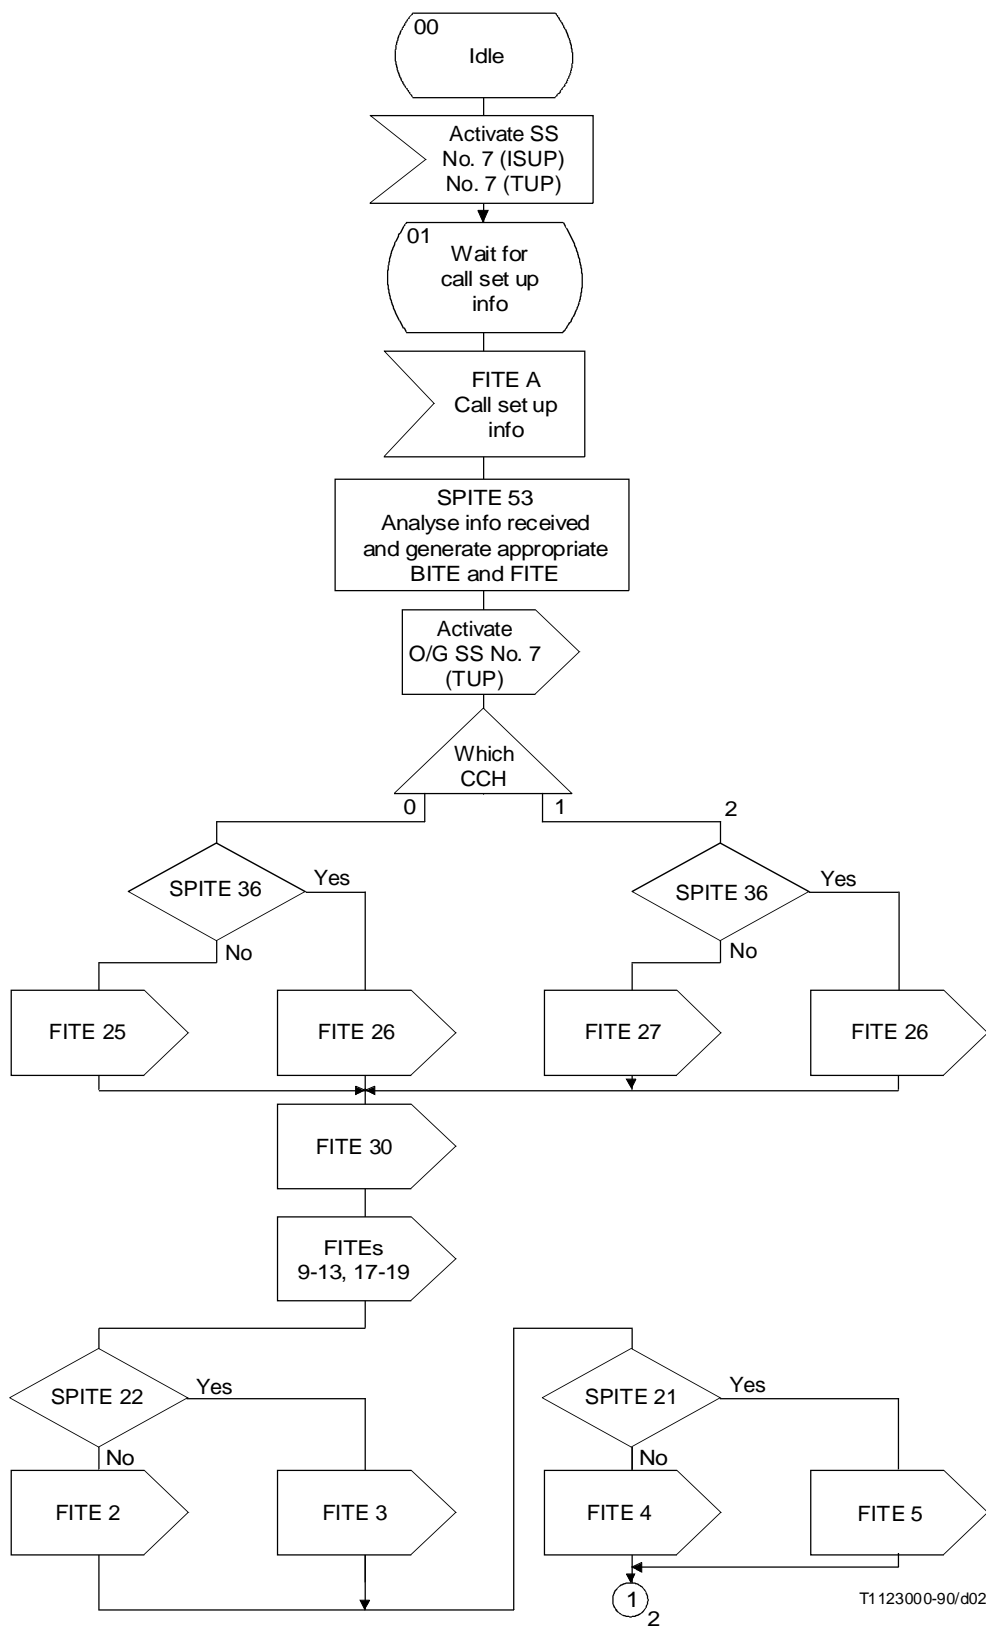 00
Idle
Activate SS
No. 7 (ISUP)
No. 7 (TUP)
01
Wait for
call set up
info
FITE A
Call set up
info
SPITE 53
Analyse info received
and generate appropriate
BITE and FITE
Activate
O/G SS No. 7
(TUP)
Which
CCH
0
1
2
SPITE 36
Yes
No
SPITE 36
Yes
No
FITE 25
FITE 26
FITE 27
FITE 26
FITE 30
FITEs
9-13, 17-19
SPITE 22
Yes
No
SPITE 21
Yes
No
FITE 2
FITE 3
FITE 4
FITE 5
1
2
T1123000-90/d02